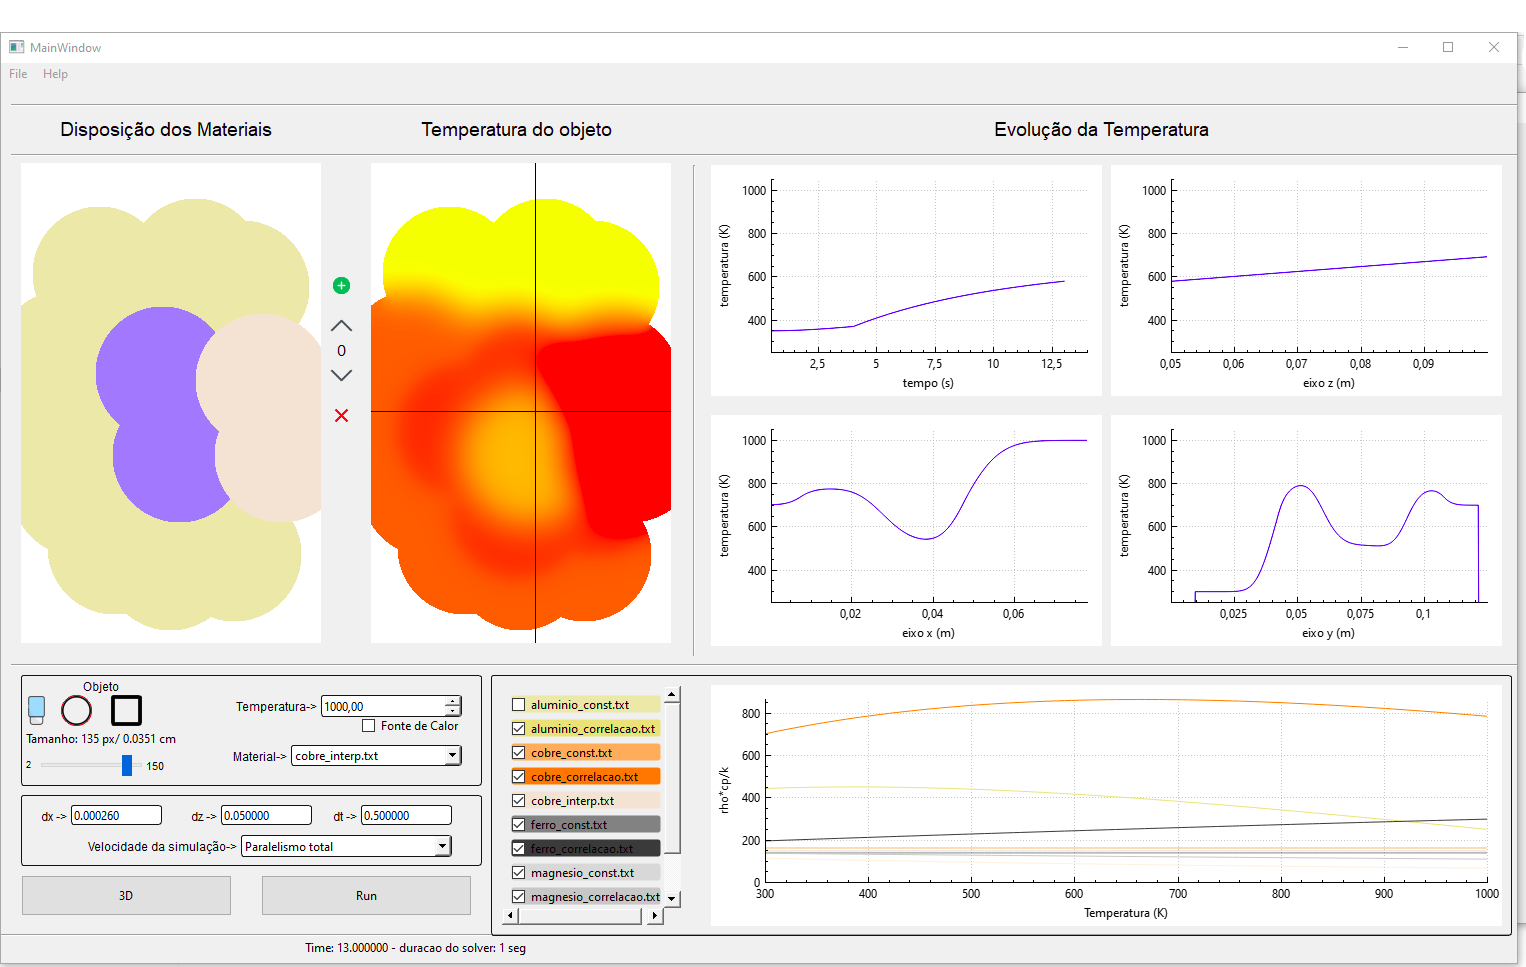 MainWindow
File Help
Disposição dos Materiais
Temperatura do objeto
Evolução da Temperatura
0
1000
800
600
400
temperatura (K)
2,5 5 7,5 10 12,5
tempo (s)
1000
800
600
400
temperatura (K)
0,05 0,06 0,07 0,08 0,09
eixo z (m)
1000
800
600
400
temperatura (K)
0,02 0,04 0,06
eixo x (m)
1000
800
600
400
temperatura (K)
0,025 0,05 0,075 0,1
eixo y (m)
Objeto
Temperatura-> 1000,00
Fonte de Calor
Tamanho: 135 px/ 0.0351 cm
Material-> cobre_interp.txt
2 150
dx -> 0.000260 dz -> 0.050000 dt -> 0.500000
Velocidade da simulação-> Paralelismo total
3D Run
aluminio_const.txt
aluminio_correlacao.txt
cobre_const.txt
cobre_correlacao.txt
cobre_interp.txt
ferro_const.txt
ferro_correlacao.txt
magnesio_const.txt
magnesio_correlacao.txt
800
600
400
200
0
rho*cp/k
300 400 500 600 700 800 900 1000
Temperatura (K)
Time: 13.000000 - duracao do solver: 1 seg